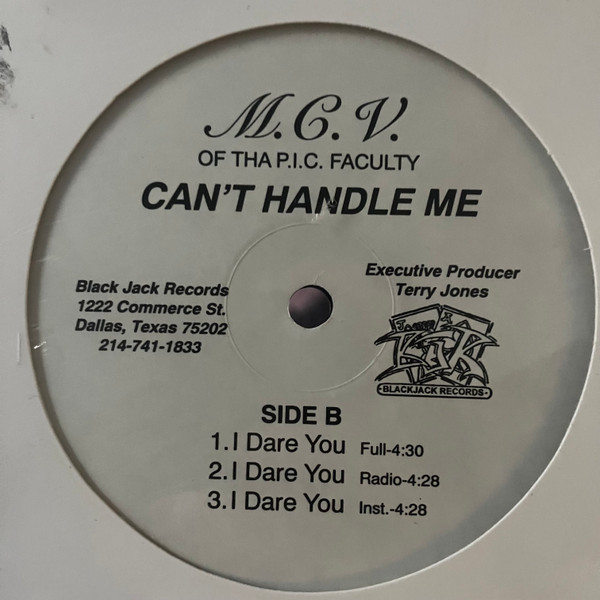 M.C.V.
OF THA P.I.C. FACULTY
CAN'T HANDLE ME
Black Jack Records
1222 Commerce St.
Dallas, Texas 75202
214-741-1833
Executive Producer
Terry Jones
BLACKJACK RECORDS
SIDE B
1. I Dare You Full-4:30
2. I Dare You Radio-4:28
3. I Dare You Inst.-4:28